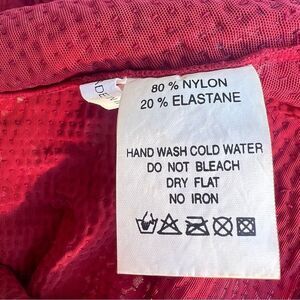 80 % NYLON
20 % ELASTANE
HAND WASH COLD WATER
DO NOT BLEACH
DRY FLAT
NO IRON